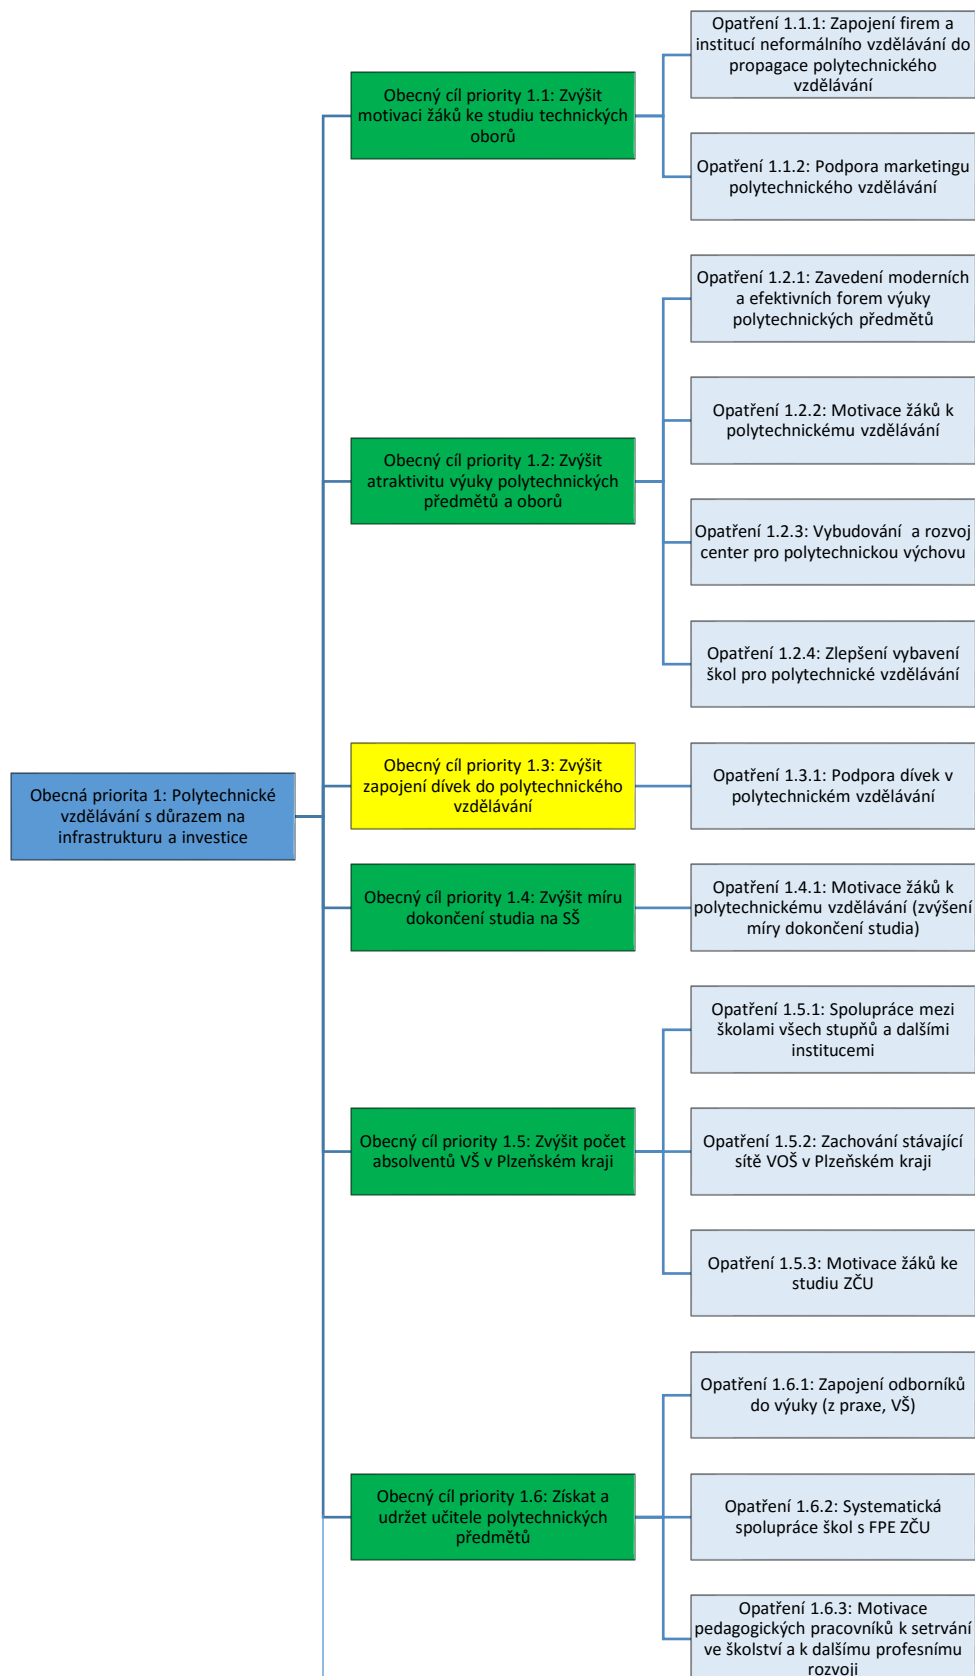 Obecná priorita 1: Polytechnické
vzdělávání s důrazem na
infrastrukturu a investice
Obecný cíl priority 1.1: Zvýšit
motivaci žáků ke studiu technických
oborů
Opatření 1.1.1: Zapojení firem a
institucí neformálního vzdělávání do
propagace polytechnického
vzdělávání
Opatření 1.1.2: Podpora marketingu
polytechnického vzdělávání
Obecný cíl priority 1.2: Zvýšit
atraktivitu výuky polytechnických
předmětů a oborů
Opatření 1.2.1: Zavedení moderních
a efektivních forem výuky
polytechnických předmětů
Opatření 1.2.2: Motivace žáků k
polytechnickému vzdělávání
Opatření 1.2.3: Vybudování  a rozvoj
center pro polytechnickou výchovu
Opatření 1.2.4: Zlepšení vybavení
škol pro polytechnické vzdělávání
Obecný cíl priority 1.3: Zvýšit
zapojení dívek do polytechnického
vzdělávání
Opatření 1.3.1: Podpora dívek v
polytechnickém vzdělávání
Obecný cíl priority 1.4: Zvýšit míru
dokončení studia na SŠ
Opatření 1.4.1: Motivace žáků k
polytechnickému vzdělávání (zvýšení
míry dokončení studia)
Obecný cíl priority 1.5: Zvýšit počet
absolventů VŠ v Plzeňském kraji
Opatření 1.5.1: Spolupráce mezi
školami všech stupňů a dalšími
institucemi
Opatření 1.5.2: Zachování stávající
sítě VOŠ v Plzeňském kraji
Opatření 1.5.3: Motivace žáků ke
studiu ZČU
Obecný cíl priority 1.6: Získat a
udržet učitele polytechnických
předmětů
Opatření 1.6.1: Zapojení odborníků
do výuky (z praxe, VŠ)
Opatření 1.6.2: Systematická
spolupráce škol s FPE ZČU
Opatření 1.6.3: Motivace
pedagogických pracovníků k setrvání
ve školství a k dalšímu profesnímu
rozvoji